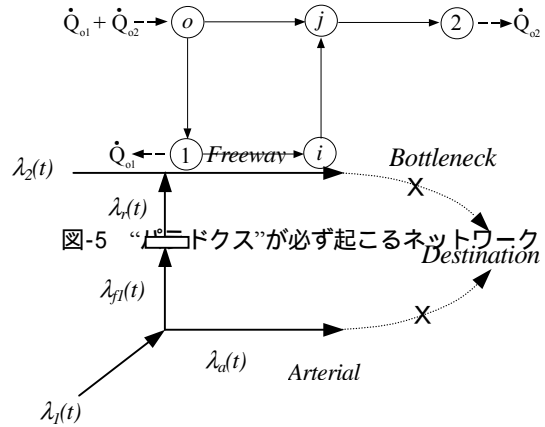 Q̇o1 + Q̇o2 o j 2 Q̇o2
Q̇o1 1 Freeway i Bottleneck
λ2(t) X
λr(t)
図-5 “パラドクス”が必ず起こるネットワーク
Destination
λf1(t) X
λa(t) Arterial
λ1(t)